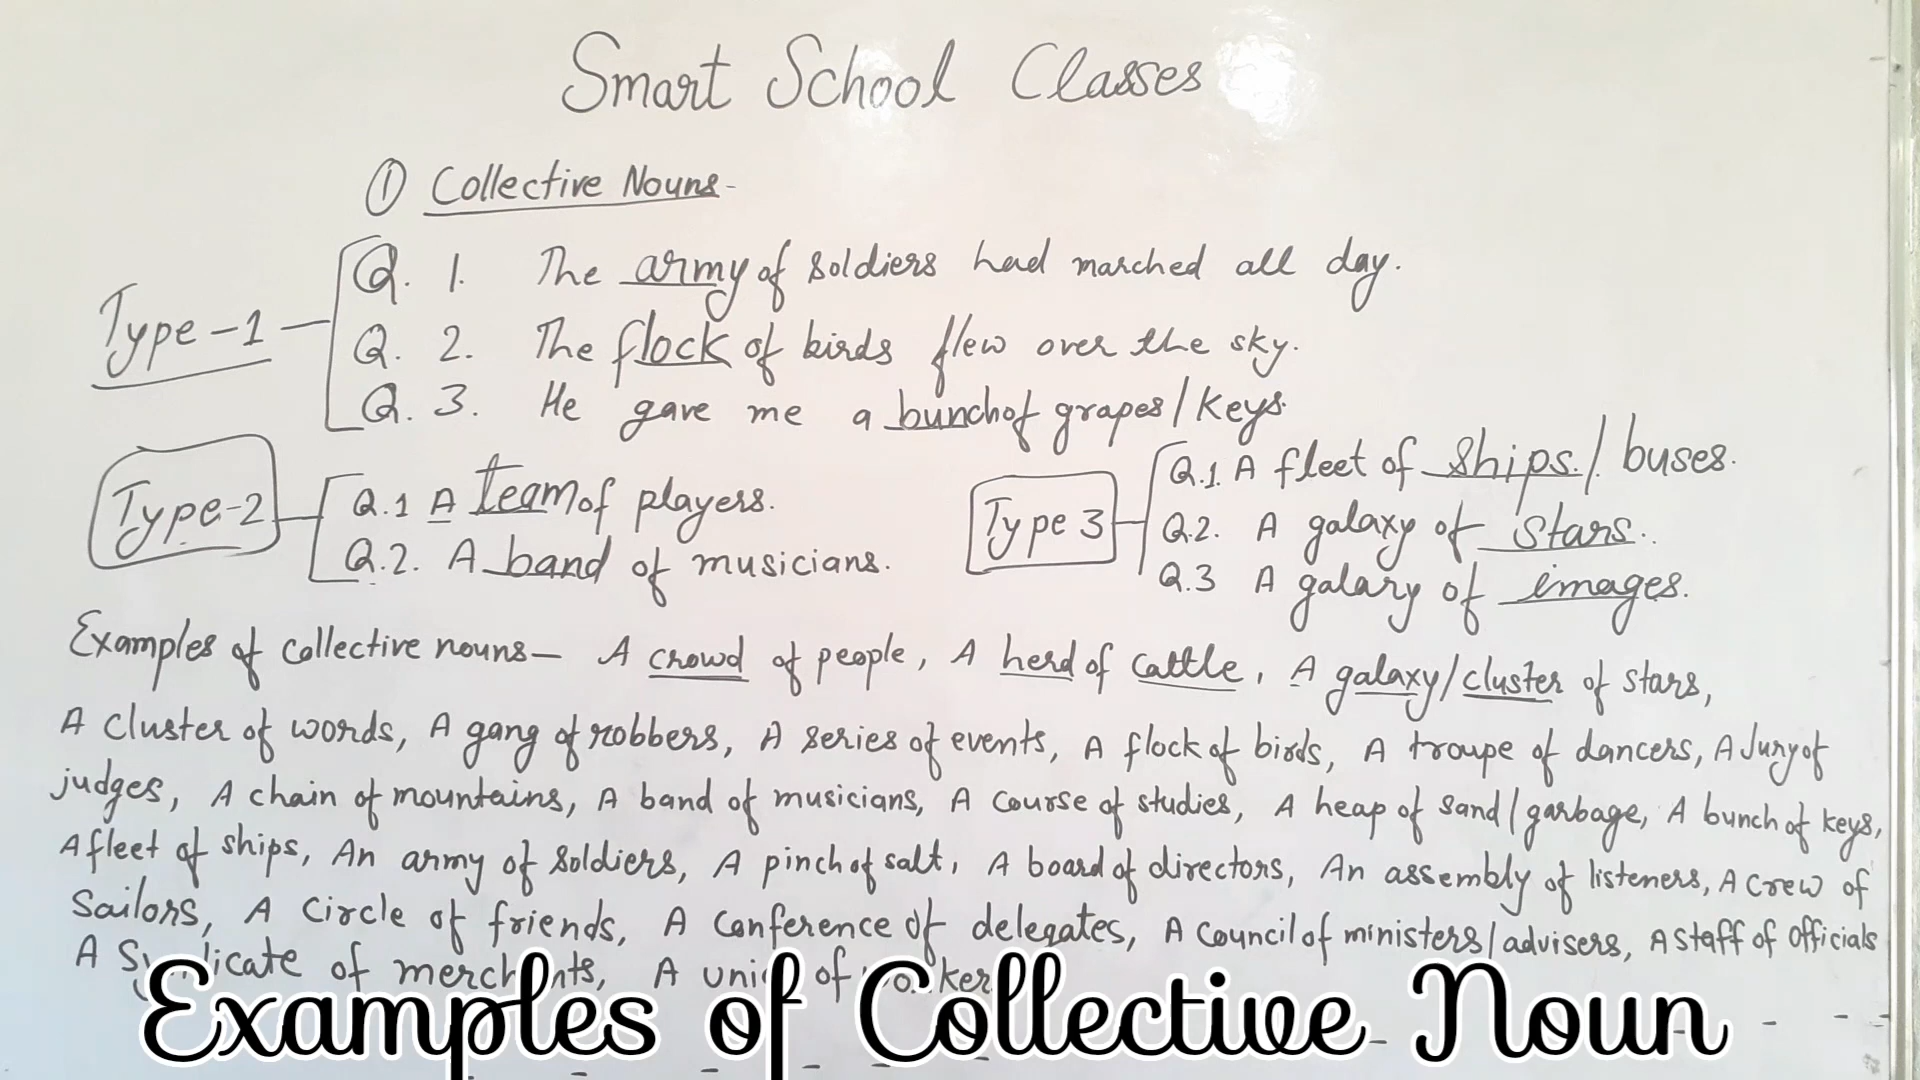 Smart School Classes
① Collective Nouns-
Type-1
Q. 1. The army of soldiers had marched all day.
Q. 2. The flock of birds flew over the sky.
Q. 3. He gave me a bunch of grapes/keys.
Type-2
Q.1 A team of players.
Q.2. A band of musicians.
Type 3
Q.1. A fleet of ships./ buses.
Q.2. A galaxy of stars..
Q.3 A galary of images.
Examples of collective nouns— A crowd of people, A herd of cattle, A galaxy/cluster of stars,
A cluster of words, A gang of robbers, A series of events, A flock of birds, A troupe of dancers, A Jury of
judges, A chain of mountains, A band of musicians, A course of studies, A heap of sand/garbage, A bunch of keys,
A fleet of ships, An army of soldiers, A pinch of salt, A board of directors, An assembly of listeners, A crew of
Sailors, A Circle of friends, A Conference of delegates, A Council of ministers/advisers, A Staff of Officials
A of A of
Examples of Collective Noun